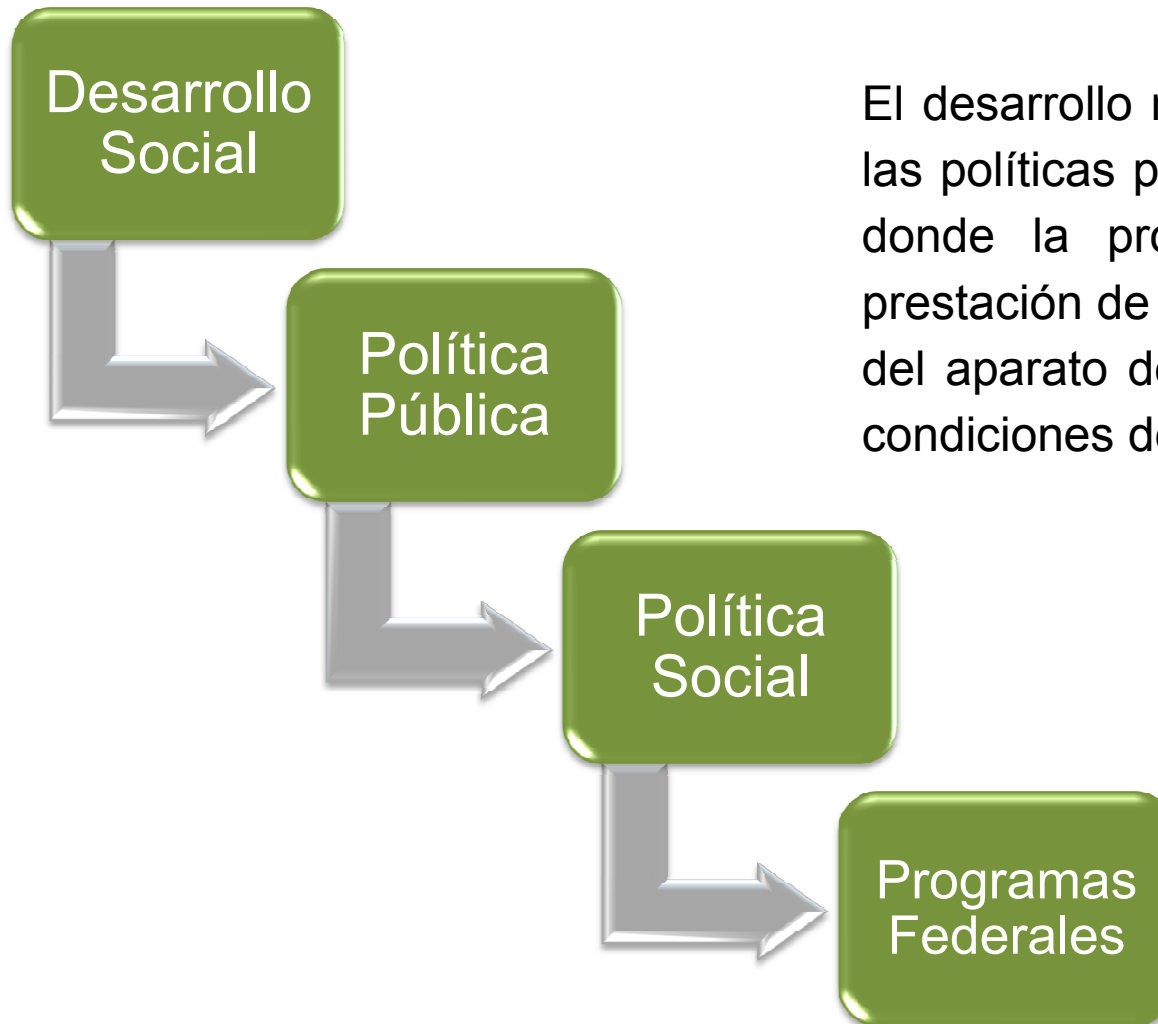 Desarrollo
Social
El desarrollo
las políticas
donde la
prestación de
del aparato
condiciones
Política
Pública
Política
Social
Programas
Federales